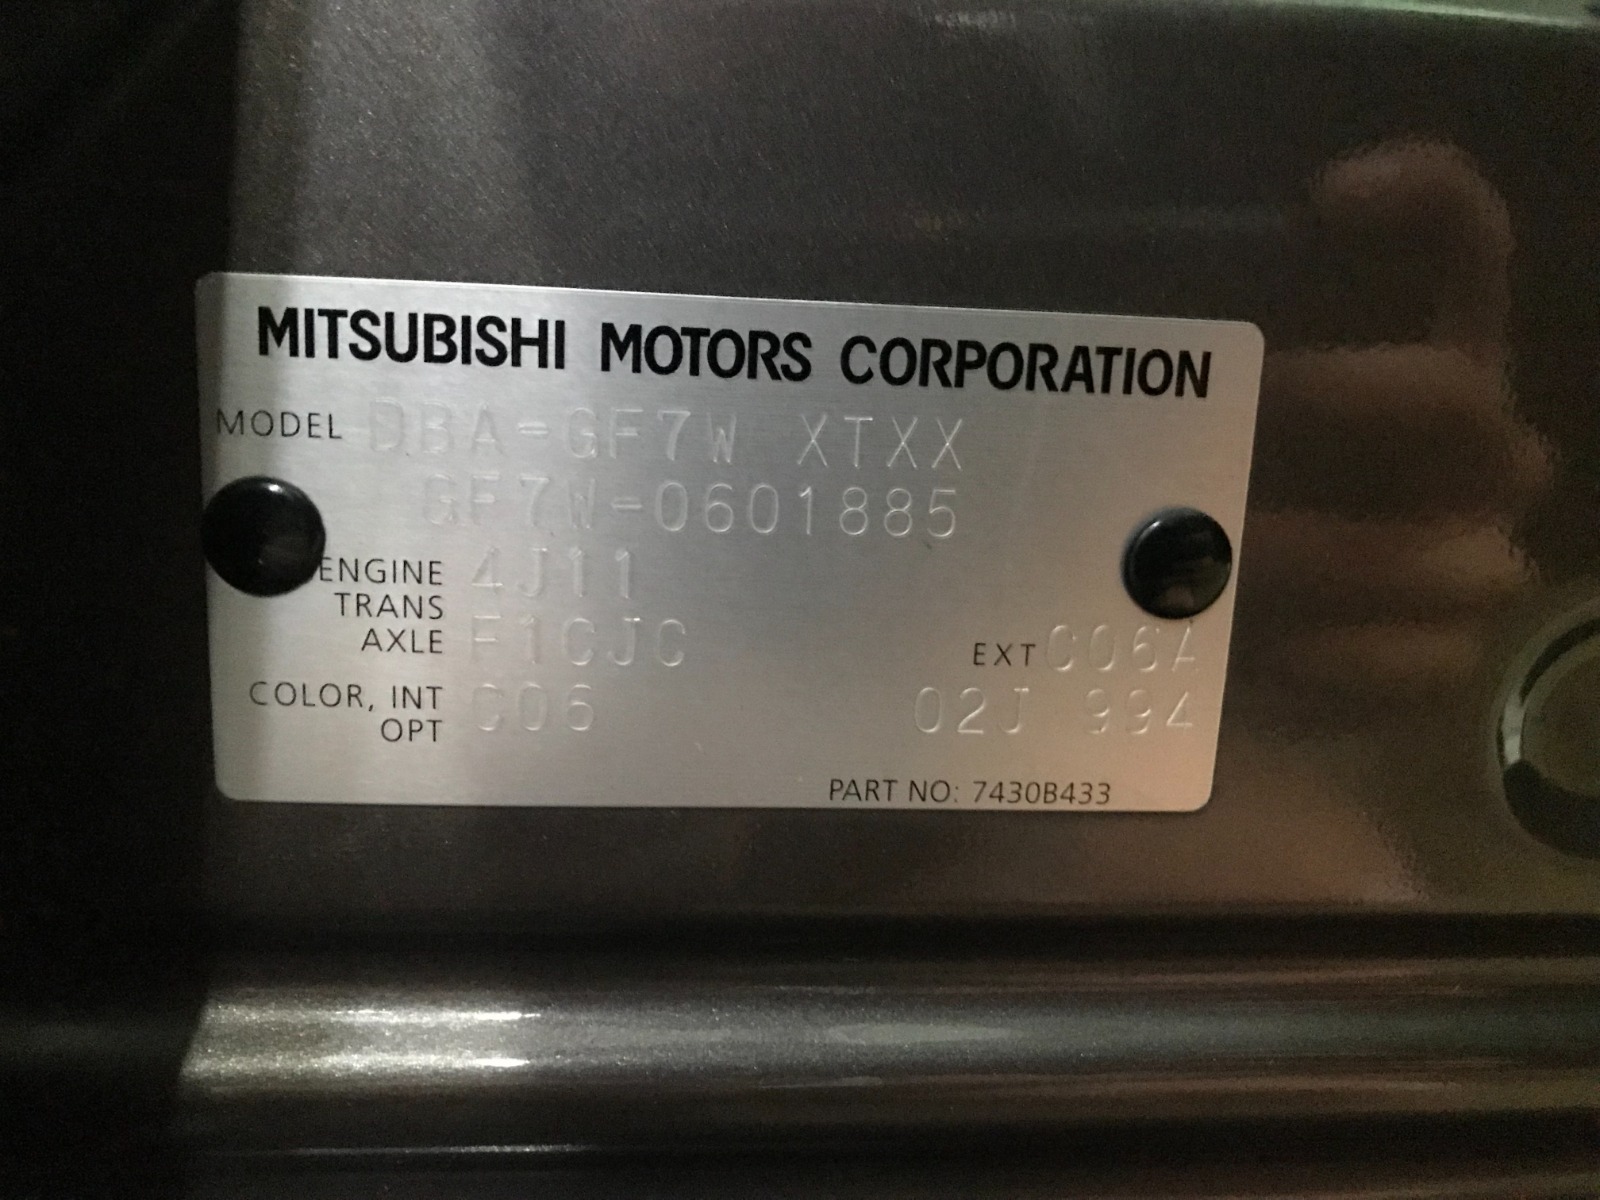 MITSUBISHI MOTORS CORPORATION
MODEL DBA-GF7W XTXX
GF7W-0601885
ENGINE 4J11
TRANS
AXLE F1CJC EXT C06A
COLOR, INT C06 02J 994
OPT
PART NO: 7430B433